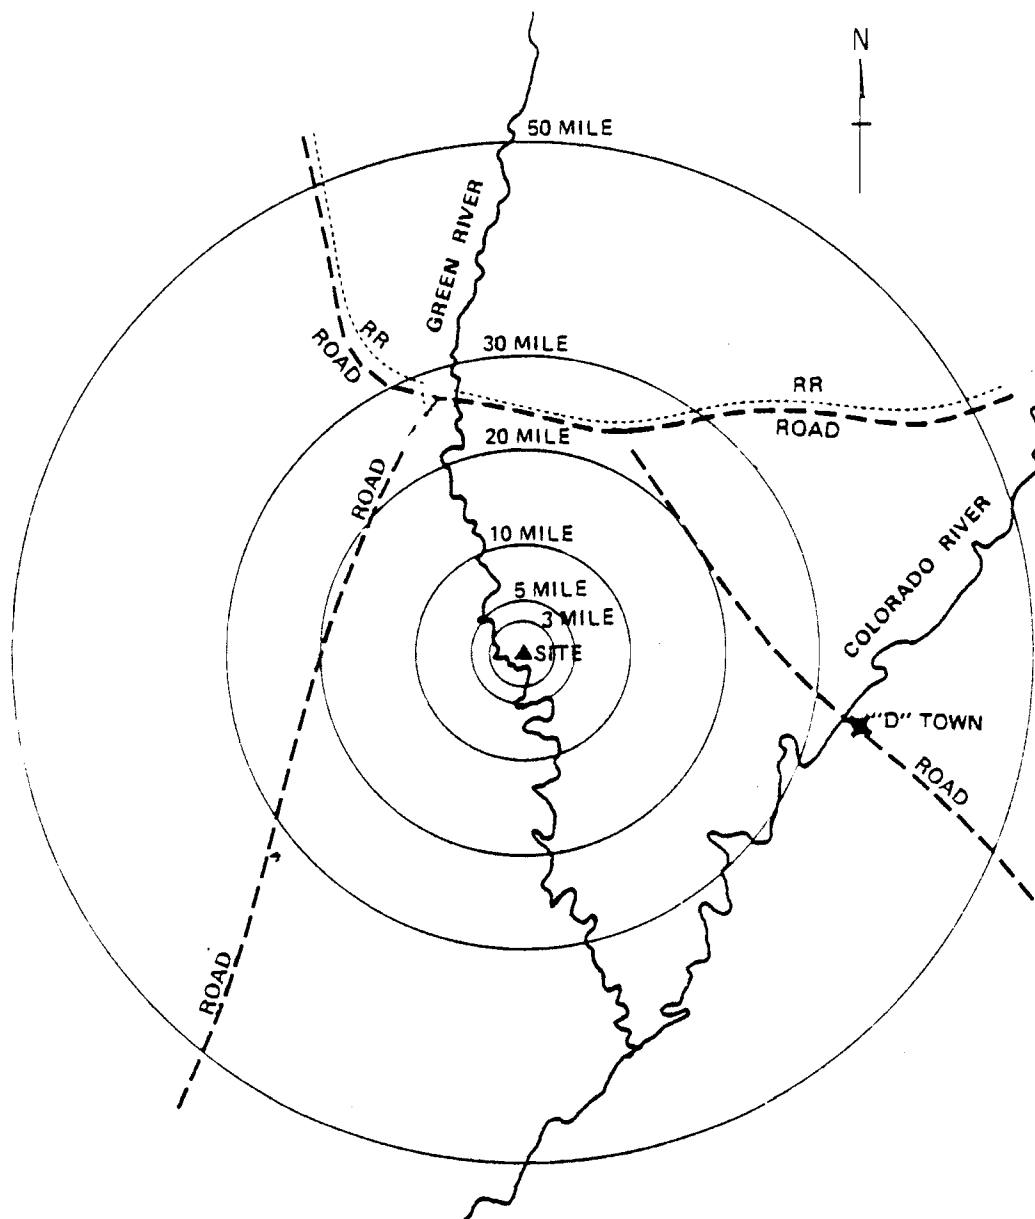 N
50 MILE
GREEN RIVER
RR
ROAD
30 MILE
RR
ROAD
20 MILE
ROAD
10 MILE
COLORADO RIVER
5 MILE
3 MILE
SITE
"D" TOWN
ROAD
ROAD